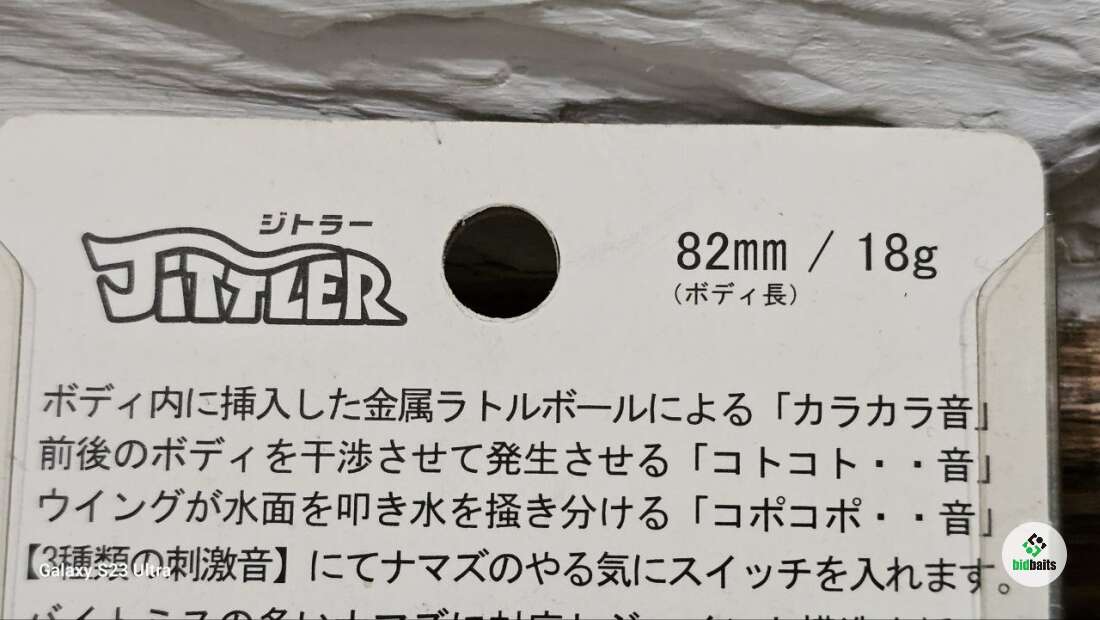 ジトラー
JiTTLER
82mm / 18g
（ボディ長）
ボディ内に挿入した金属ラトルボールによる「カラカラ音」
前後のボディを干渉させて発生させる「コトコト・・音」
ウイングが水面を叩き水を掻き分ける「コポコポ・・音」
【3種類の刺激音】にてナマズのやる気にスイッチを入れます。
Galaxy S23 Ultra
bidbaits